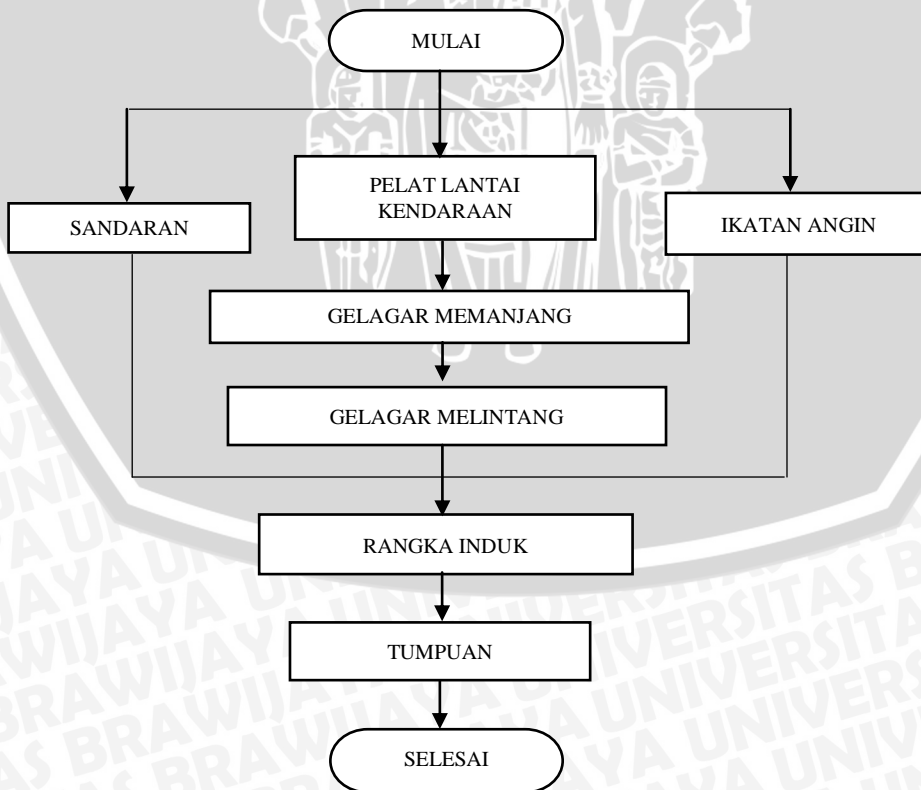 MULAI
PELAT LANTAI
KENDARAAN
SANDARAN
IKATAN ANGIN
GELAGAR MEMANJANG
GELAGAR MELINTANG
RANGKA INDUK
TUMPUAN
SELESAI